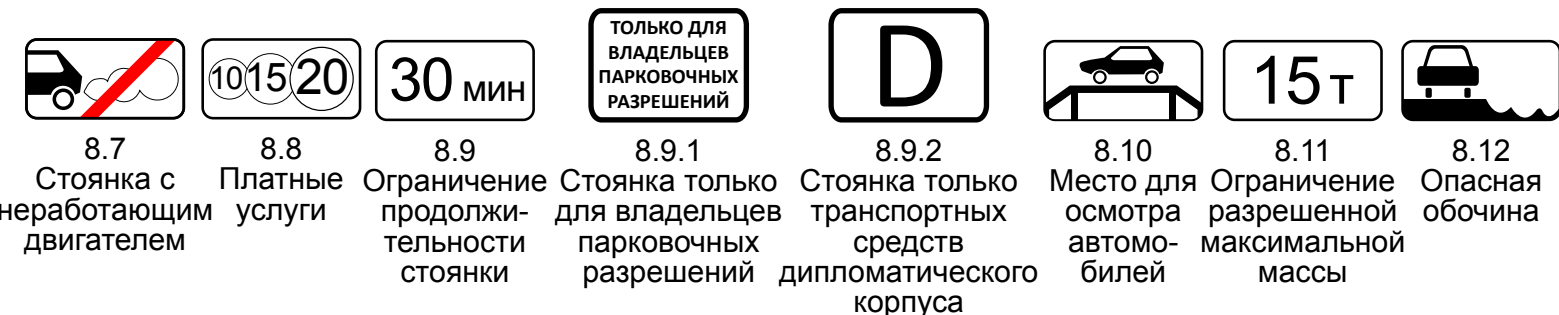 10 15 20
30 мин
ТОЛЬКО ДЛЯ
ВЛАДЕЛЬЦЕВ
ПАРКОВОЧНЫХ
РАЗРЕШЕНИЙ
D
15 т
8.7
Стоянка с
неработающим
двигателем
8.8
Платные
услуги
8.9
Ограничение
продолжи-
тельности
стоянки
8.9.1
Стоянка только
для владельцев
парковочных
разрешений
8.9.2
Стоянка только
транспортных
средств
дипломатического
корпуса
8.10
Место для
осмотра
автомо-
билей
8.11
Ограничение
разрешенной
максимальной
массы
8.12
Опасная
обочина